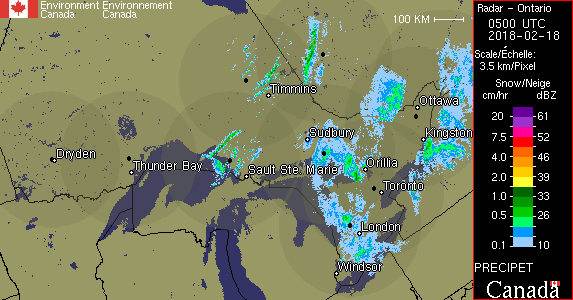 Environment Environnement
Canada Canada
100 KM
Timmins
Ottawa
Sudbury
Kingston
Dryden
Thunder Bay
Sault Ste. Marie
Orillia
Toronto
London
Windsor
Radar - Ontario
0500 UTC
2018-02-18
Scale/Échelle:
3.5 km/Pixel
Snow/Neige
cm/hr dBZ
20 61
7.5 57
5.5 52
4.0 46
2.0 39
1.0 33
0.5 26
0.1 10
PRECIPET
Canada